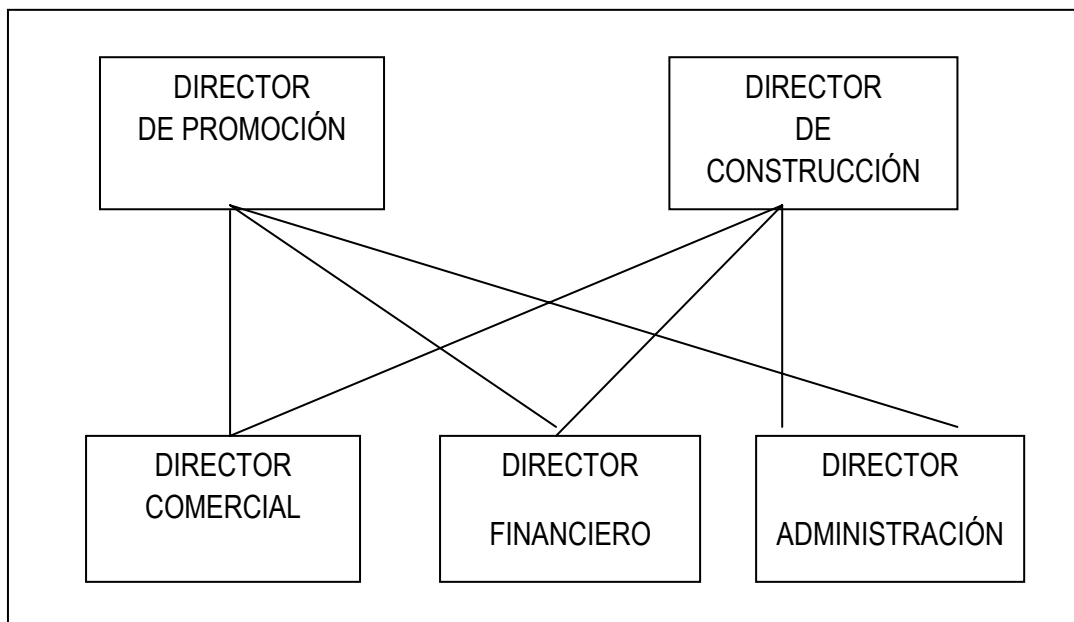 DIRECTOR
DE PROMOCIÓN
DIRECTOR
DE
CONSTRUCCIÓN
DIRECTOR
COMERCIAL
DIRECTOR
FINANCIERO
DIRECTOR
ADMINISTRACIÓN